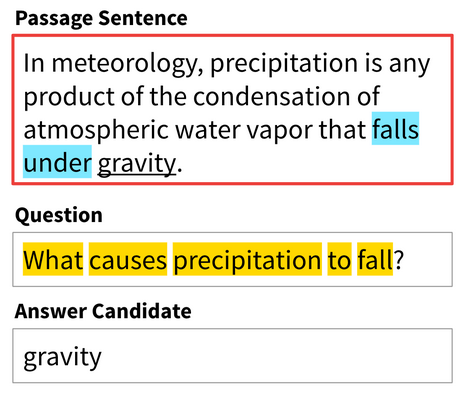 Passage Sentence
In meteorology, precipitation is any
product of the condensation of
atmospheric water vapor that falls
under gravity.
Question
What causes precipitation to fall?
Answer Candidate
gravity